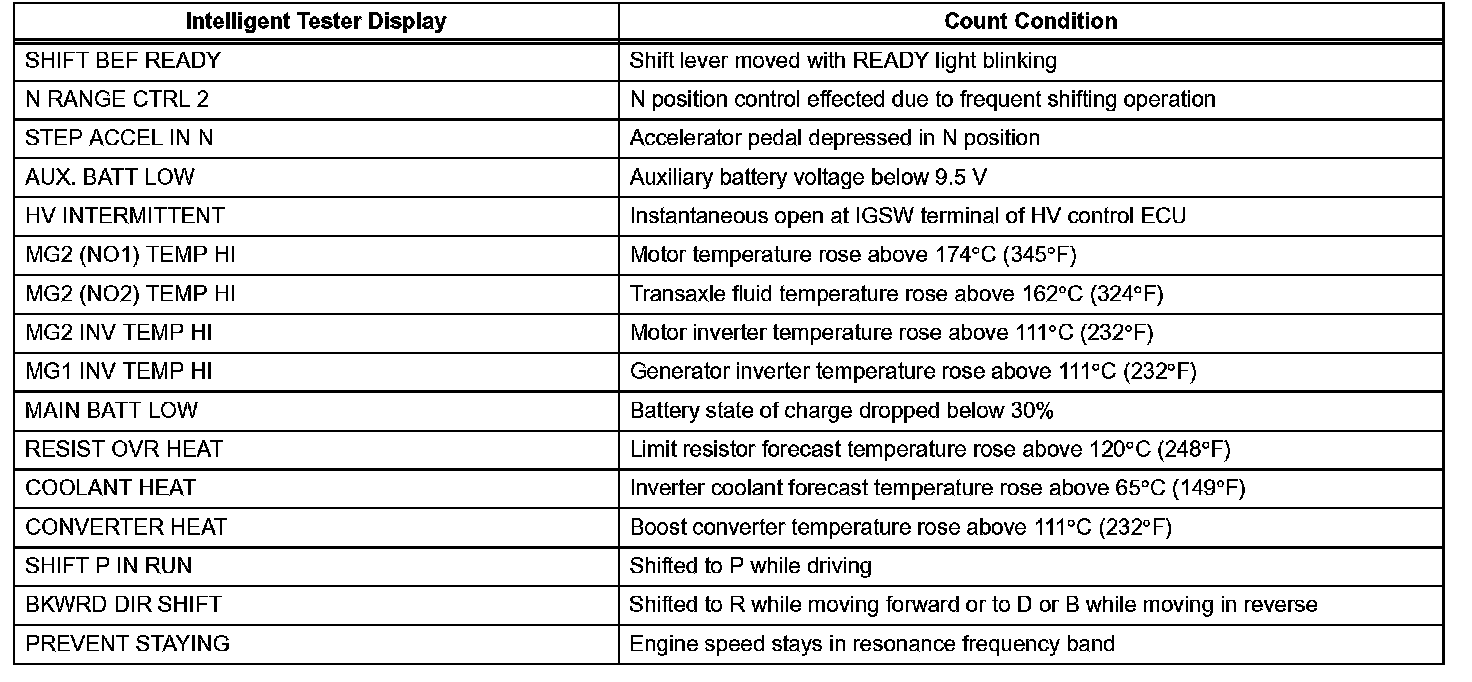 Intelligent Tester Display Count Condition
SHIFT BEF READY Shift lever moved with READY light blinking
N RANGE CTRL 2 N position control effected due to frequent shifting operation
STEP ACCEL IN N Accelerator pedal depressed in N position
AUX. BATT LOW Auxiliary battery voltage below 9.5 V
HV INTERMITTENT Instantaneous open at IGSW terminal of HV control ECU
MG2 (NO1) TEMP HI Motor temperature rose above 174°C (345°F)
MG2 (NO2) TEMP HI Transaxle fluid temperature rose above 162°C (324°F)
MG2 INV TEMP HI Motor inverter temperature rose above 111°C (232°F)
MG1 INV TEMP HI Generator inverter temperature rose above 111°C (232°F)
MAIN BATT LOW Battery state of charge dropped below 30%
RESIST OVR HEAT Limit resistor forecast temperature rose above 120°C (248°F)
COOLANT HEAT Inverter coolant forecast temperature rose above 65°C (149°F)
CONVERTER HEAT Boost converter temperature rose above 111°C (232°F)
SHIFT P IN RUN Shifted to P while driving
BKWRD DIR SHIFT Shifted to R while moving forward or to D or B while moving in reverse
PREVENT STAYING Engine speed stays in resonance frequency band